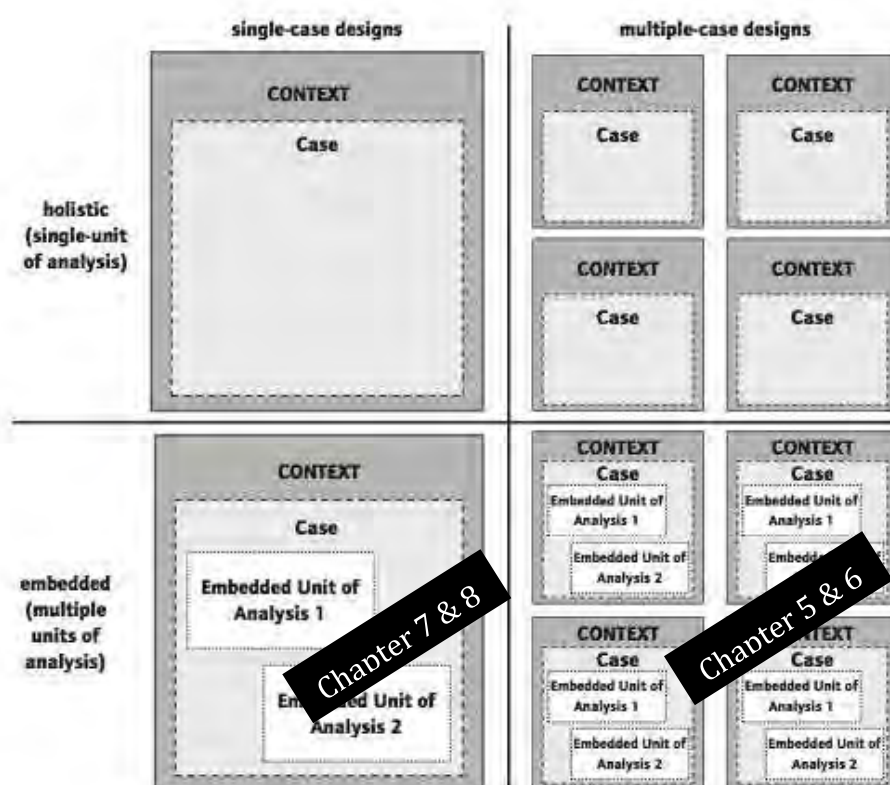 single-case designs
multiple-case designs
holistic
(single-unit
of analysis)
CONTEXT
Case
CONTEXT
Case
CONTEXT
Case
CONTEXT
Case
CONTEXT
Case
embedded
(multiple
units of
analysis)
CONTEXT
Case
Embedded Unit of
Analysis 1
Unit of
Analysis 2
Chapter 7 & 8
CONTEXT
Case
Embedded Unit of
Analysis 1
Embedded Unit of
Analysis 2
CONTEXT
Case
Embedded Unit of
Analysis 1
Chapter 5 & 6
CONTEXT
Case
Embedded Unit of
Analysis 1
Embedded Unit of
Analysis 2
Case
Embedded Unit of
Analysis 1
Embedded Unit of
Analysis 2